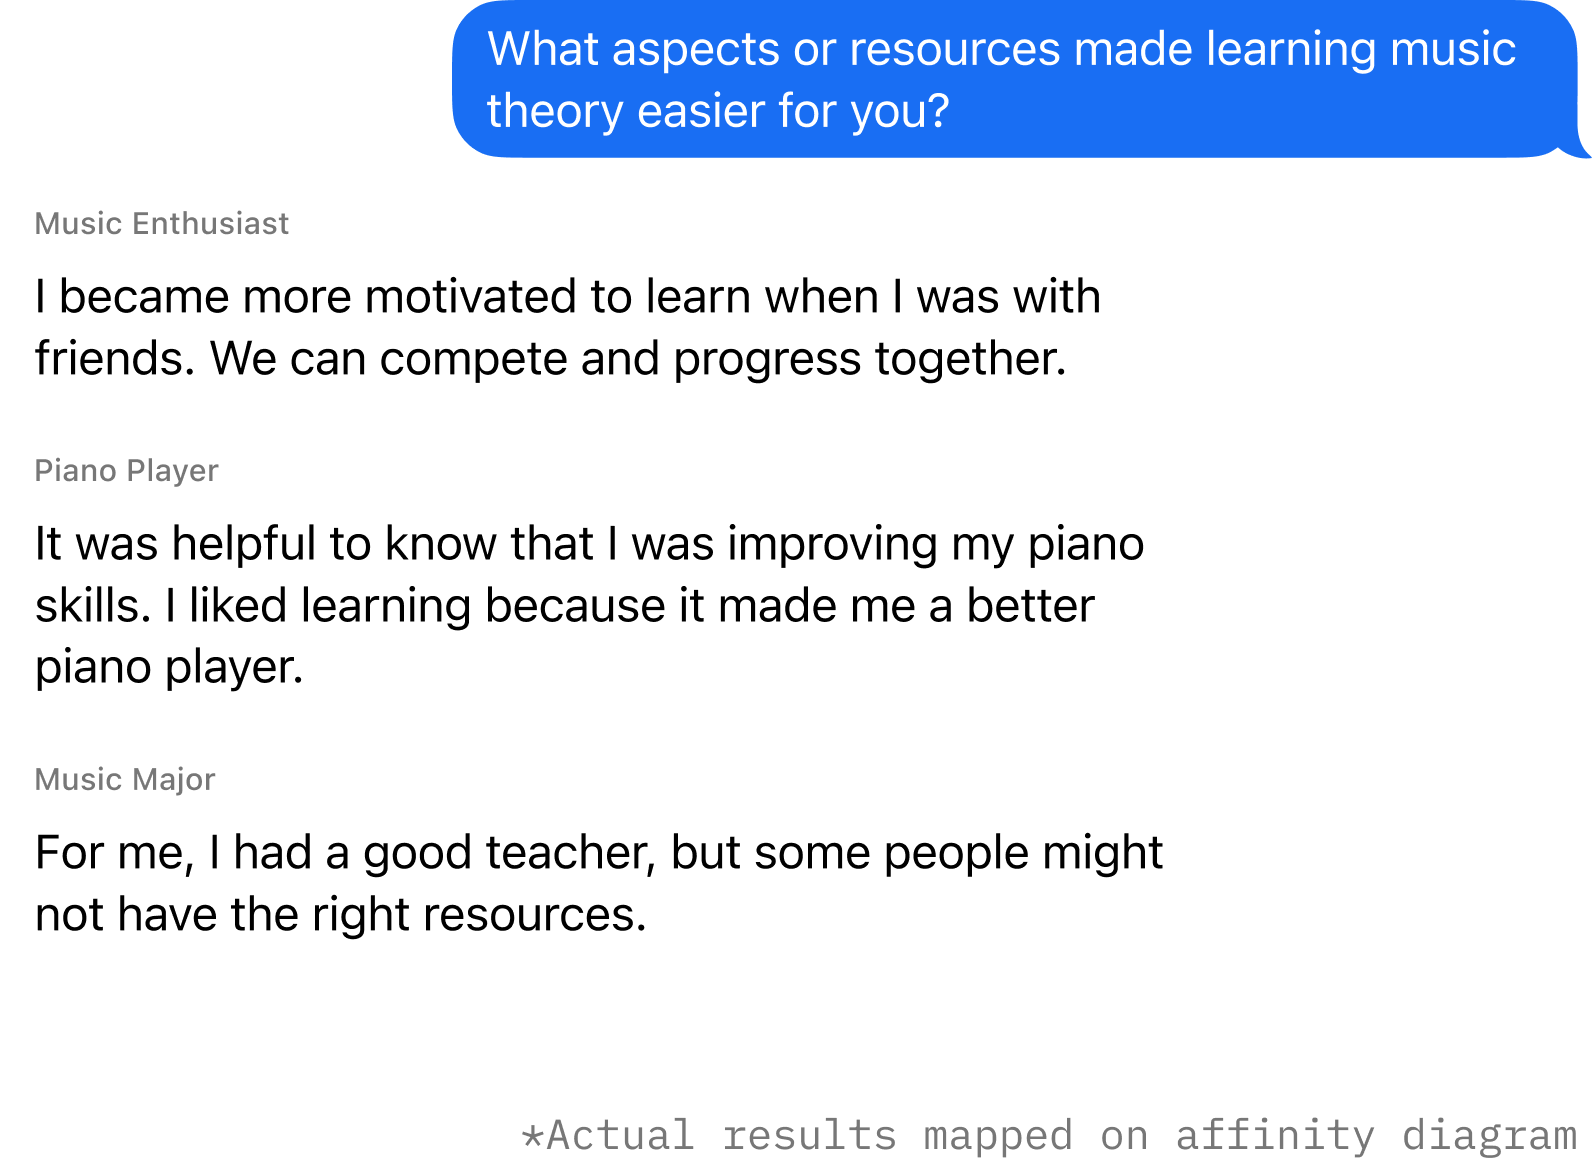 What aspects or resources made learning music
theory easier for you?
Music Enthusiast
I became more motivated to learn when I was with
friends. We can compete and progress together.
Piano Player
It was helpful to know that I was improving my piano
skills. I liked learning because it made me a better
piano player.
Music Major
For me, I had a good teacher, but some people might
not have the right resources.
*Actual results mapped on affinity diagram